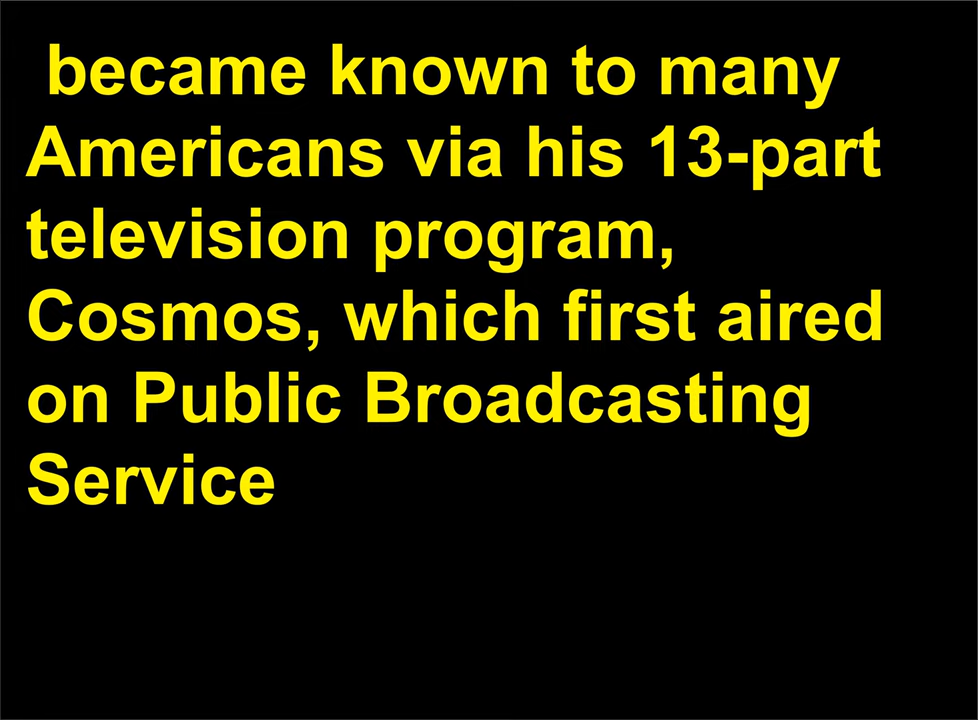 became known to many
Americans via his 13-part
television program,
Cosmos, which first aired
on Public Broadcasting
Service